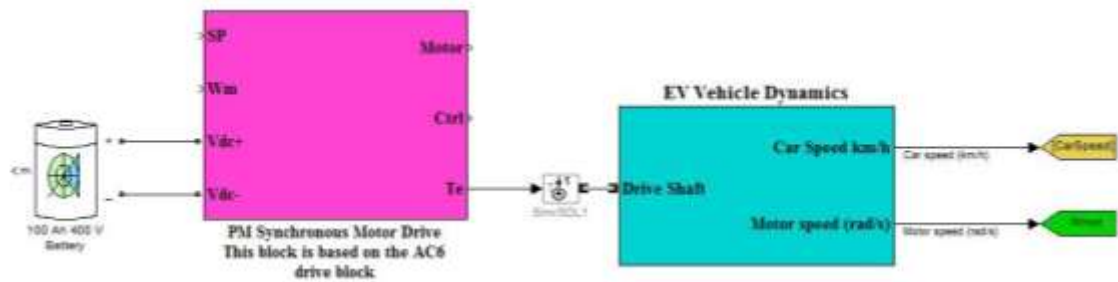 SP
Motor
Wm
EV Vehicle Dynamics
Ctrl
+
Vdc+
Car Speed km/h
Car speed (km/h)
[CarSpeed]
<m
Te
Drive Shaft
Vdc-
_
Motor speed (rad/s)
Motor speed (rad/s)
100 Ah 400 V
Battery
PM Synchronous Motor Drive
This block is based on the AC6
drive block